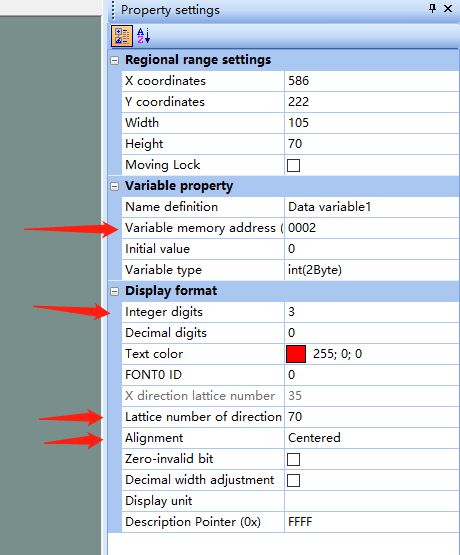 Property settings
Regional range settings
X coordinates 586
Y coordinates 222
Width 105
Height 70
Moving Lock
Variable property
Name definition Data variable1
Variable memory address ( 0002
Initial value 0
Variable type int(2Byte)
Display format
Integer digits 3
Decimal digits 0
Text color 255; 0; 0
FONT0 ID 0
X direction lattice number 35
Lattice number of direction 70
Alignment Centered
Zero-invalid bit
Decimal width adjustment
Display unit
Description Pointer (0x) FFFF